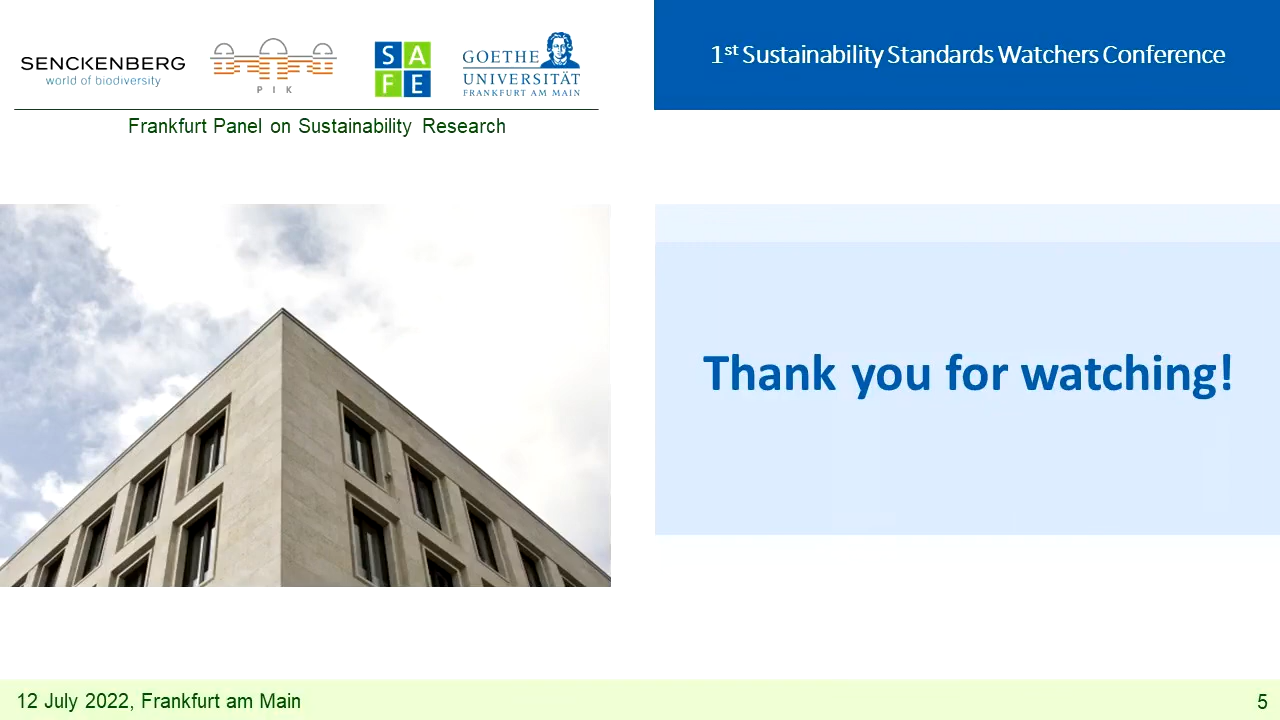 SENCKENBERG
world of biodiversity
P I K
S A
F E
GOETHE
UNIVERSITÄT
FRANKFURT AM MAIN
Frankfurt Panel on Sustainability Research
1st Sustainability Standards Watchers Conference
Thank you for watching!
12 July 2022, Frankfurt am Main
5